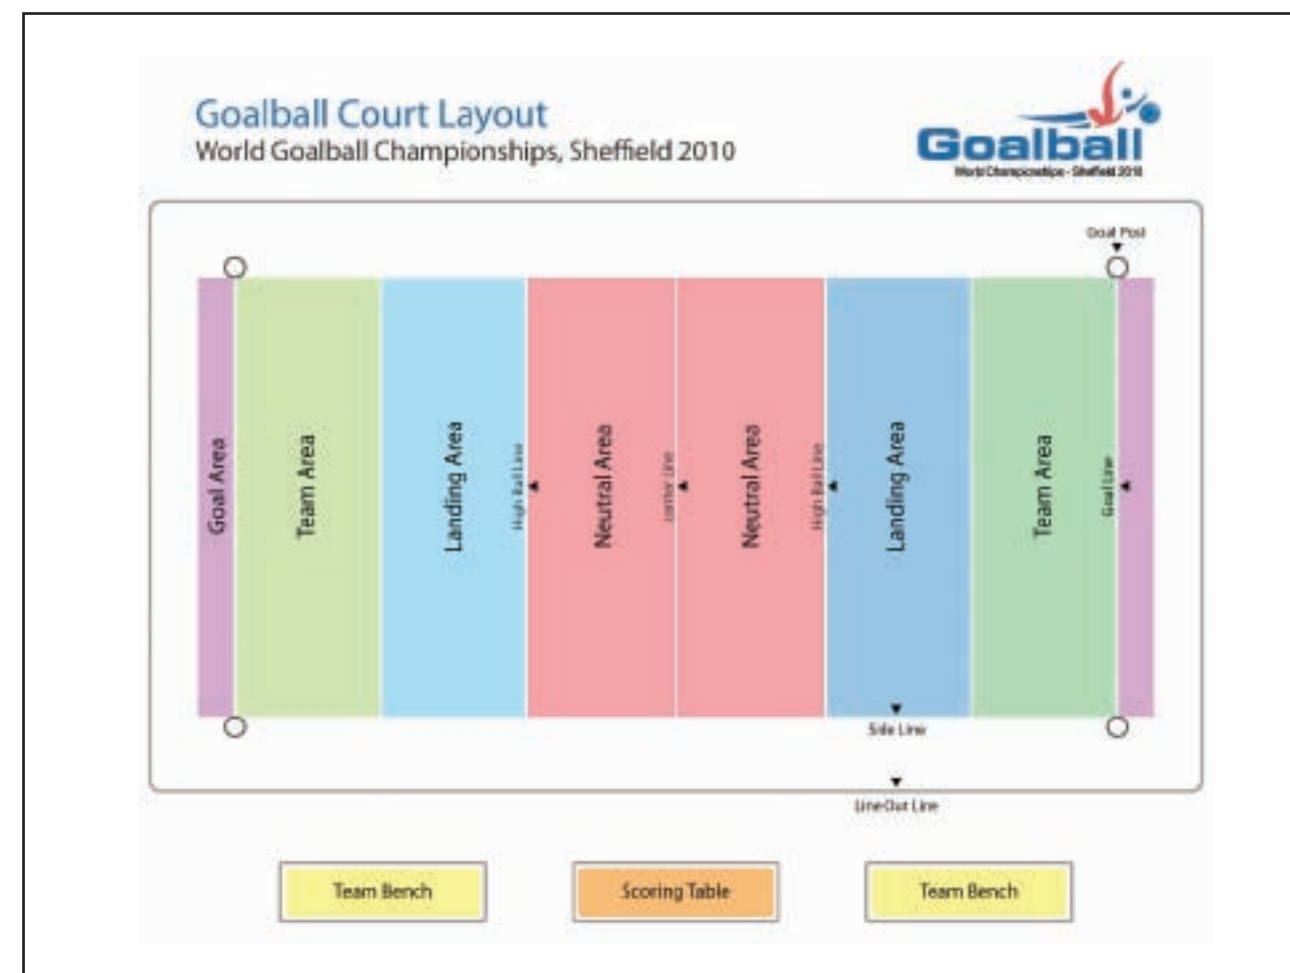 Goalball Court Layout
World Goalball Championships, Sheffield 2010
Goalball
World Championships - Sheffield 2010
Goal Post
Goal Area
Team Area
Landing Area
High Ball Line
Neutral Area
Center Line
Neutral Area
High Ball Line
Landing Area
Team Area
Goal Line
Side Line
Line Out Line
Team Bench
Scoring Table
Team Bench